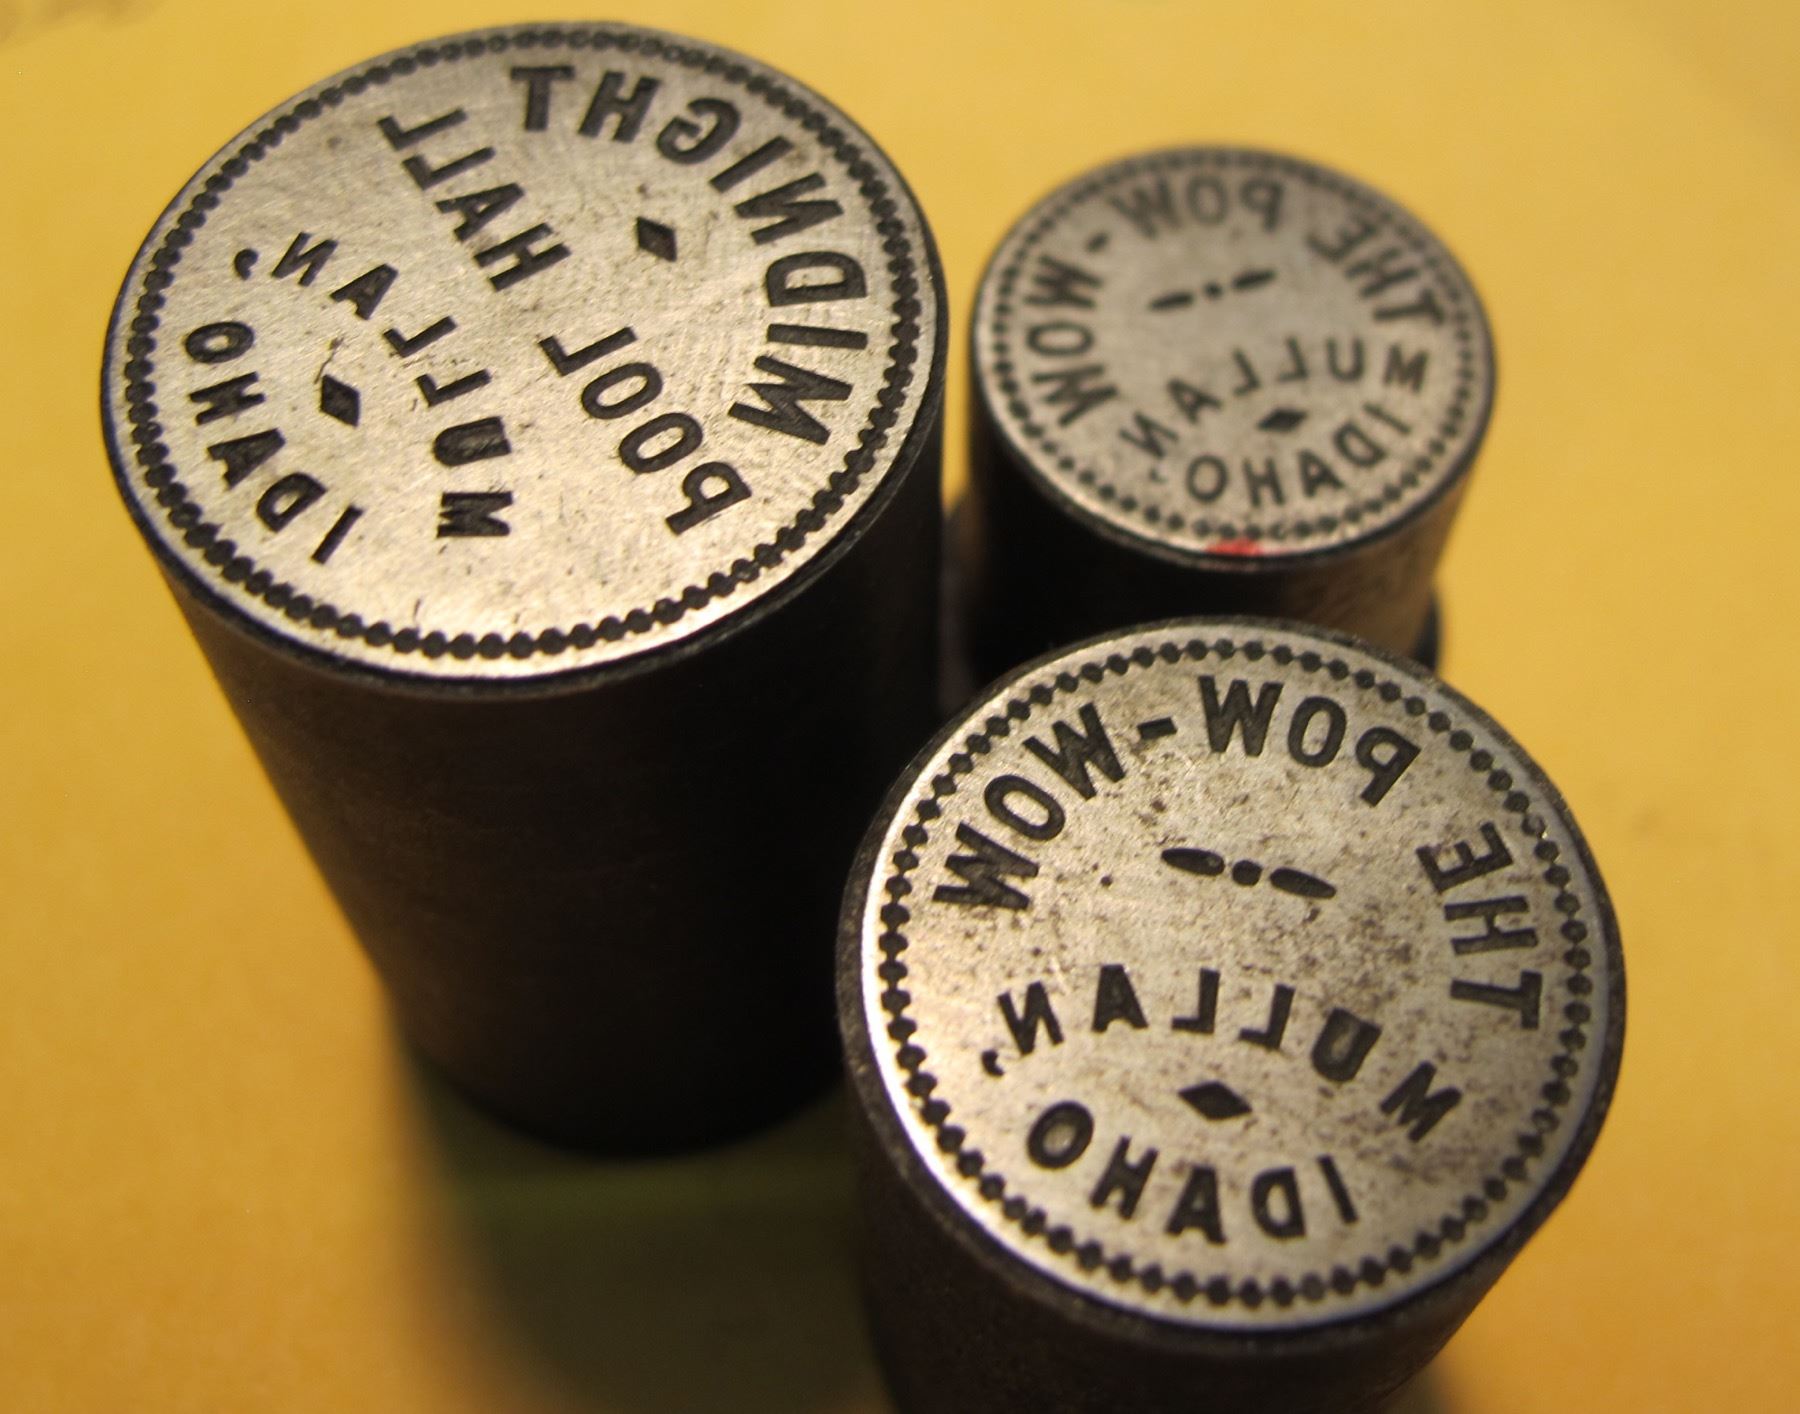 MIDNIGHT
POOL HALL
MULLAN,
IDAHO
THE POW-WOW
MULLAN,
IDAHO
THE POW-WOW
MULLAN,
IDAHO